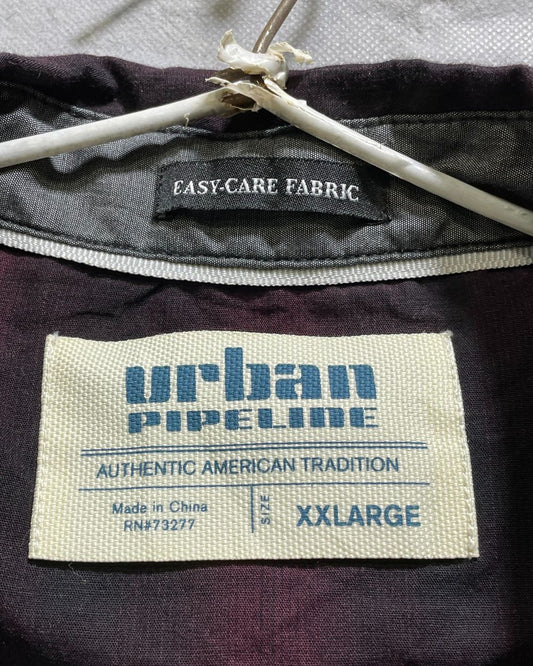 EASY-CARE FABRIC
urban
PIPELINE
AUTHENTIC AMERICAN TRADITION
Made in China
RN#73277
SIZE
XXLARGE